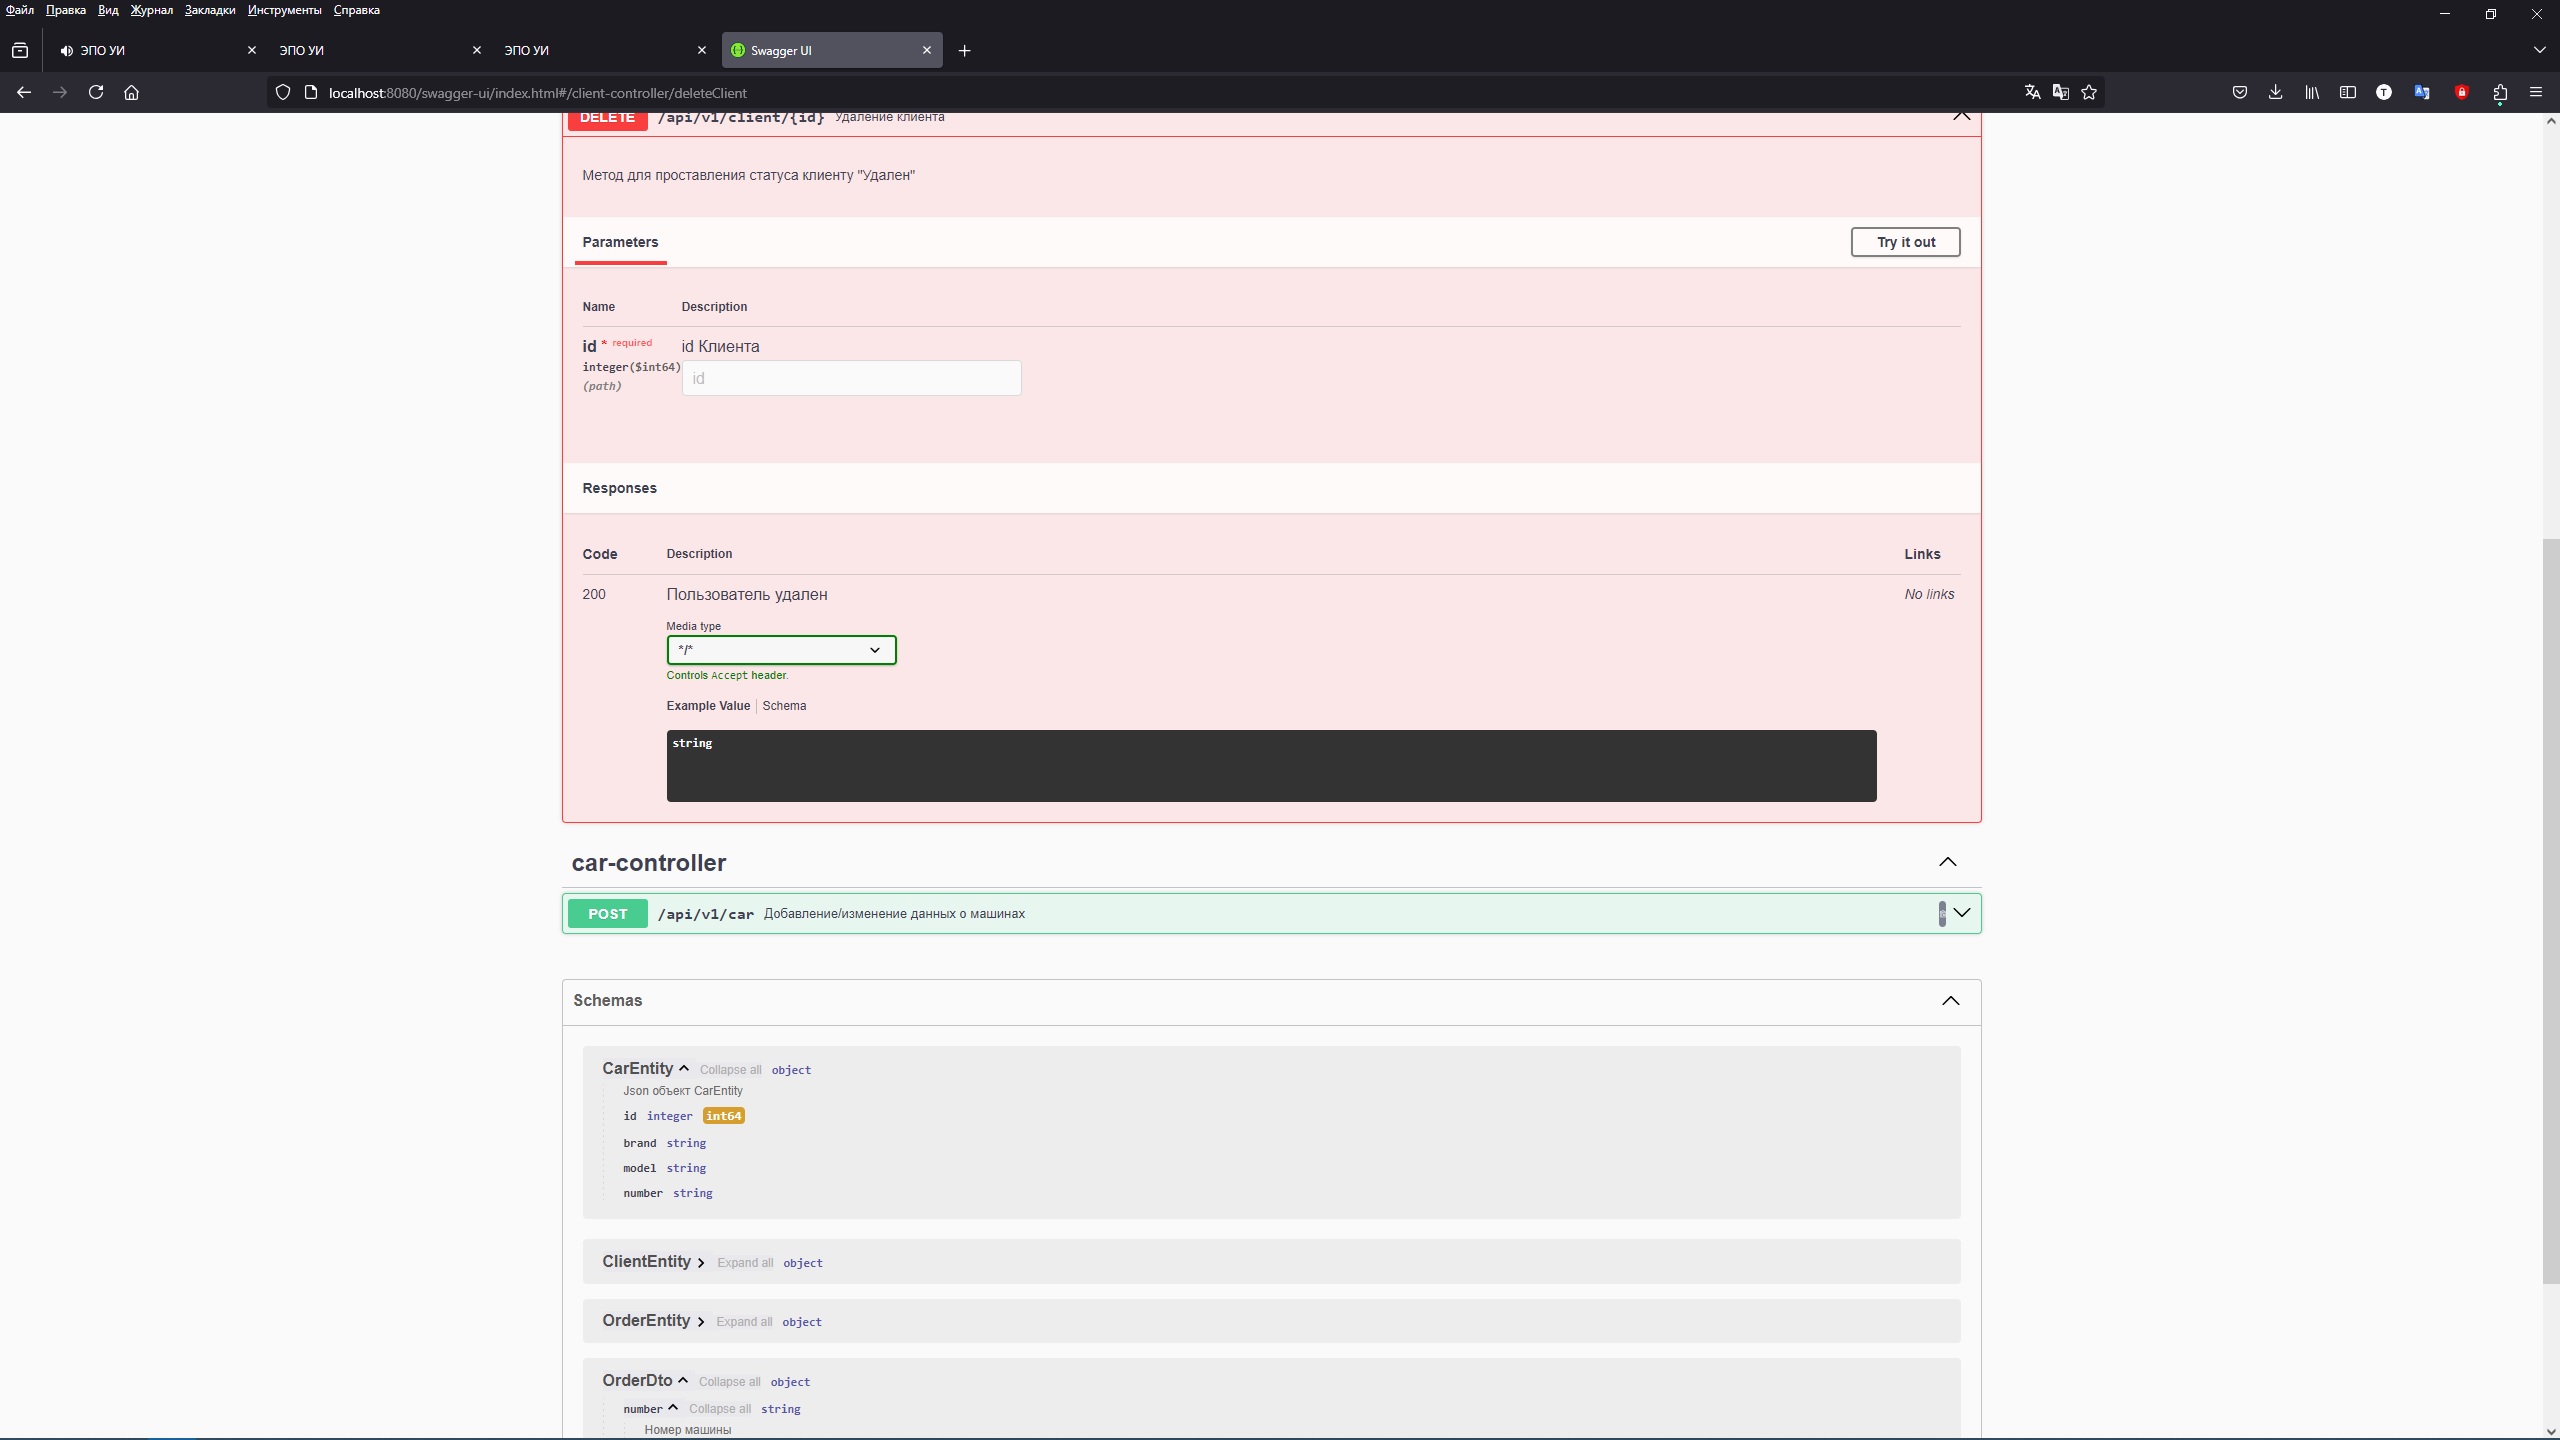 Файл Правка Вид Журнал Закладки Инструменты Справка
ЭПО УИ ЭПО УИ ЭПО УИ Swagger UI
localhost:8080/swagger-ui/index.html#/client-controller/deleteClient
DELETE /api/v1/client/{id} Удаление клиента
Метод для проставления статуса клиенту "Удален"
Parameters Try it out
Name Description
id * required id Клиента
integer($int64) id
(path)
Responses
Code Description Links
200 Пользователь удален No links
Media type
*/*
Controls Accept header.
Example Value Schema
string
car-controller
POST /api/v1/car Добавление/изменение данных о машинах
Schemas
CarEntity Collapse all object
Json объект CarEntity
id integer int64
brand string
model string
number string
ClientEntity Expand all object
OrderEntity Expand all object
OrderDto Collapse all object
number Collapse all string
Номер машины